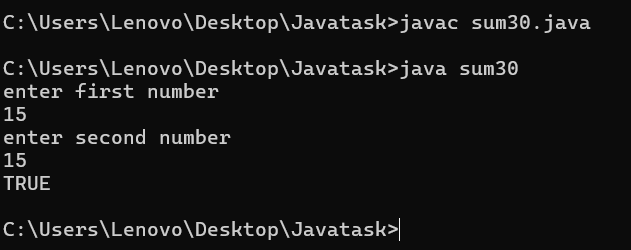 C:\Users\Lenovo\Desktop\Javatask>javac sum30.java
C:\Users\Lenovo\Desktop\Javatask>java sum30
enter first number
15
enter second number
15
TRUE
C:\Users\Lenovo\Desktop\Javatask>